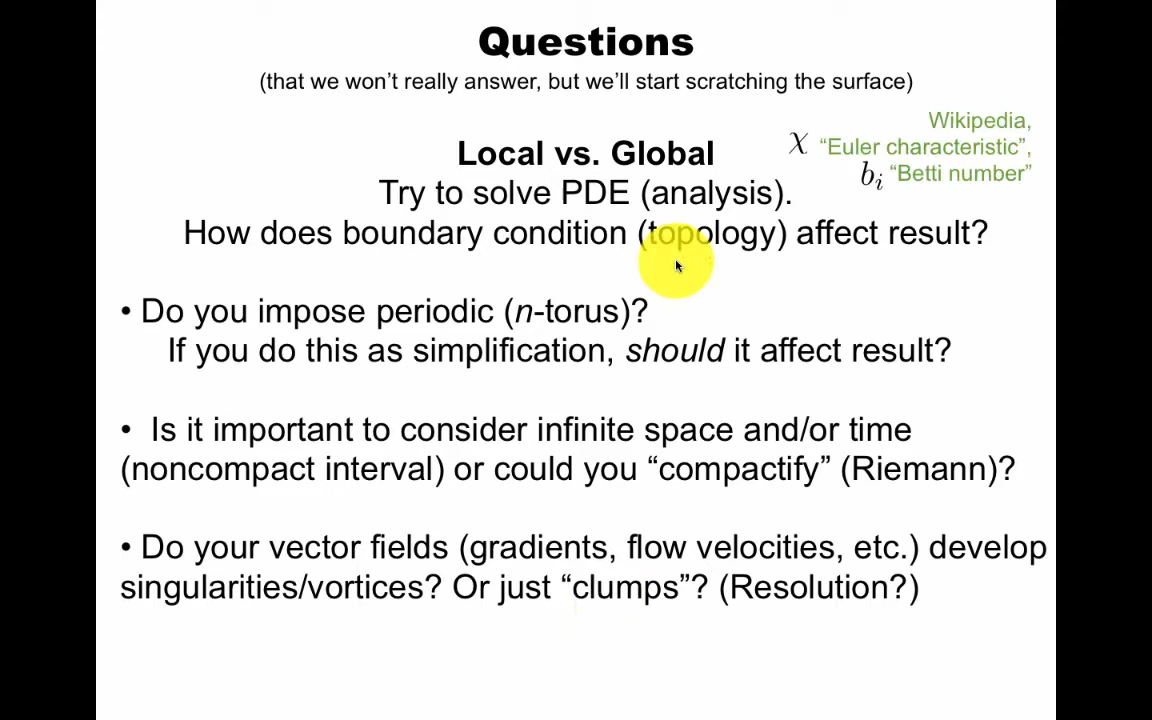 Questions
(that we won't really answer, but we'll start scratching the surface)
Wikipedia,
χ "Euler characteristic",
b_i "Betti number"
Local vs. Global
Try to solve PDE (analysis).
How does boundary condition (topology) affect result?
• Do you impose periodic (n-torus)?
If you do this as simplification, should it affect result?
• Is it important to consider infinite space and/or time
(noncompact interval) or could you “compactify” (Riemann)?
• Do your vector fields (gradients, flow velocities, etc.) develop
singularities/vortices? Or just “clumps”? (Resolution?)